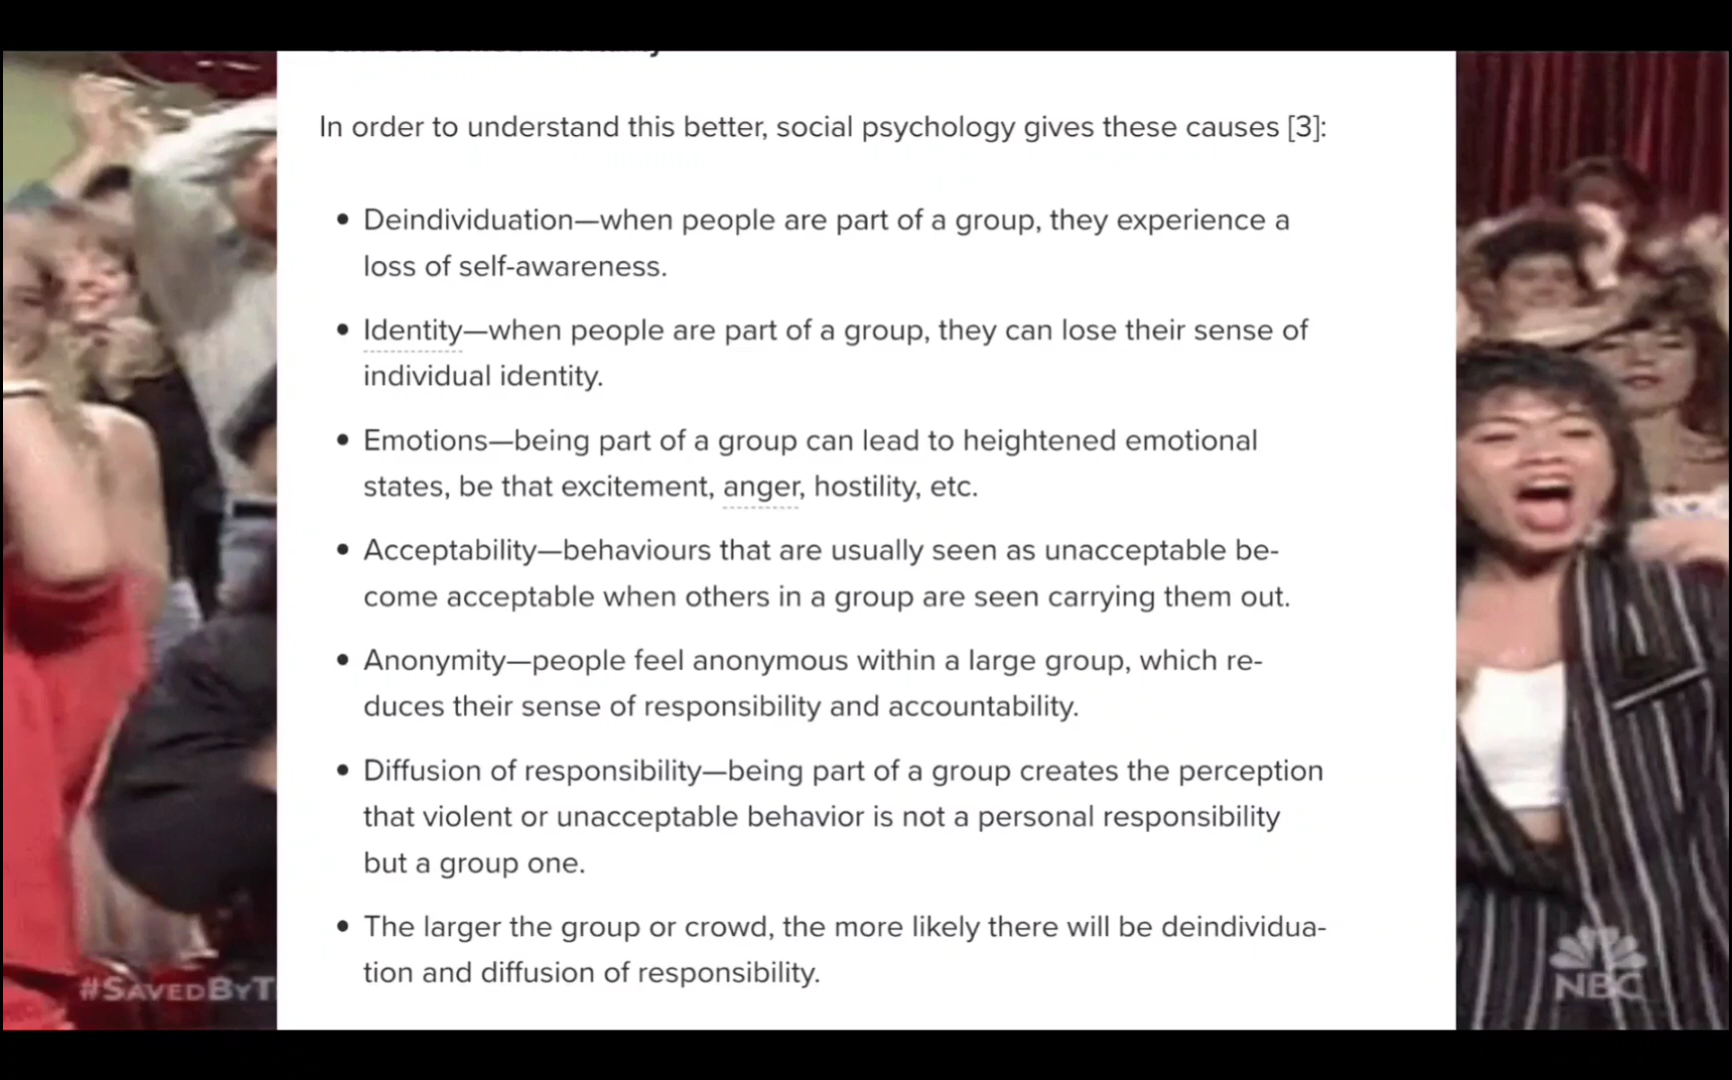 In order to understand this better, social psychology gives these causes [3]:
• Deindividuation—when people are part of a group, they experience a
loss of self-awareness.
• Identity—when people are part of a group, they can lose their sense of
individual identity.
• Emotions—being part of a group can lead to heightened emotional
states, be that excitement, anger, hostility, etc.
• Acceptability—behaviours that are usually seen as unacceptable be-
come acceptable when others in a group are seen carrying them out.
• Anonymity—people feel anonymous within a large group, which re-
duces their sense of responsibility and accountability.
• Diffusion of responsibility—being part of a group creates the perception
that violent or unacceptable behavior is not a personal responsibility
but a group one.
• The larger the group or crowd, the more likely there will be deindividua-
tion and diffusion of responsibility.
#SAVEDBYT
NBC